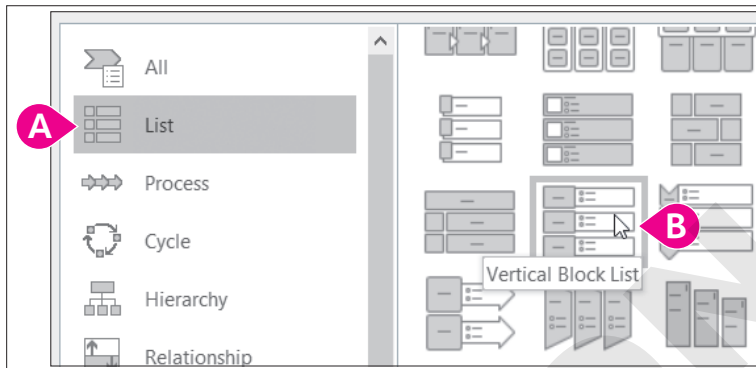 All
A
List
Process
B
Cycle
Vertical Block List
Hierarchy
Relationship